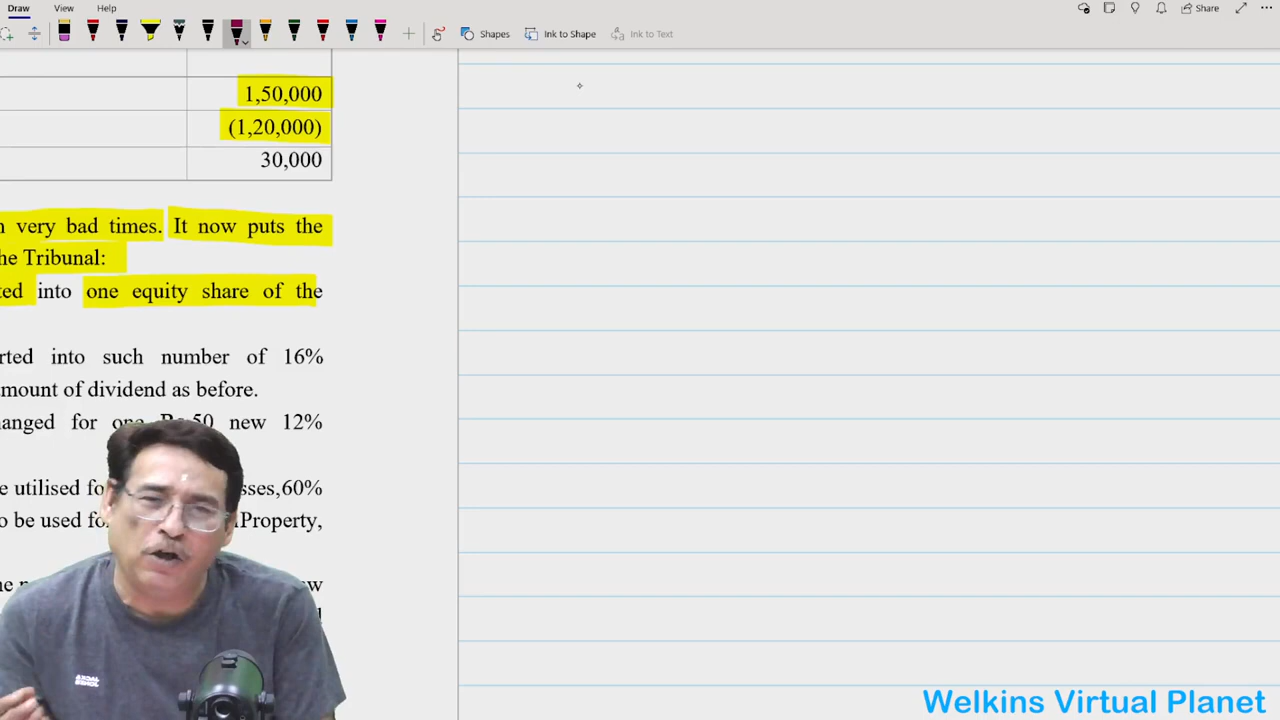 Draw View Help Share
Shapes Ink to Shape Ink to Text
1,50,000
(1,20,000)
30,000
very bad times. It now puts the
he Tribunal:
ted into one equity share of the
rted into such number of 16%
mount of dividend as before.
anged for one Rs.50 new 12%
e utilised fo sses,60%
o be used fo Property,
he
Welkins Virtual Planet